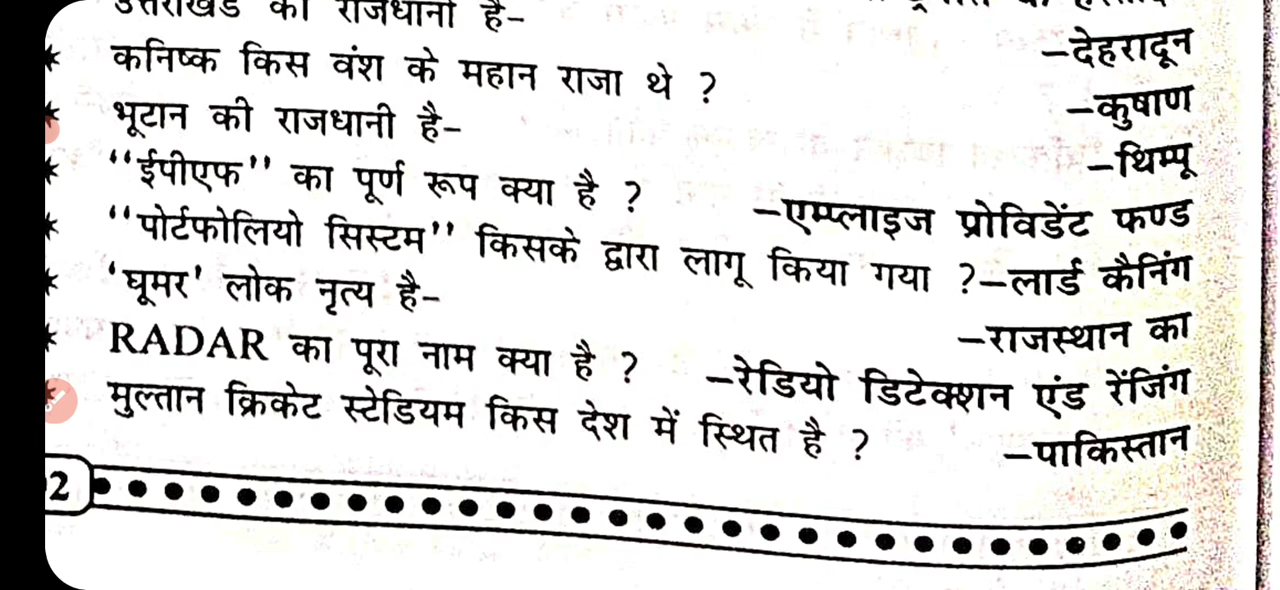 उत्तराखंड की राजधानी है–
–देहरादून
कनिष्क किस वंश के महान राजा थे ?
–कुषाण
भूटान की राजधानी है–
–थिम्पू
‘‘ईपीएफ’’ का पूर्ण रूप क्या है ? –एम्प्लाइज प्रोविडेंट फण्ड
‘‘पोर्टफोलियो सिस्टम’’ किसके द्वारा लागू किया गया ?–लार्ड कैनिंग
‘घूमर’ लोक नृत्य है–
–राजस्थान का
RADAR का पूरा नाम क्या है ? –रेडियो डिटेक्शन एंड रेंजिंग
मुल्तान क्रिकेट स्टेडियम किस देश में स्थित है ? –पाकिस्तान
2